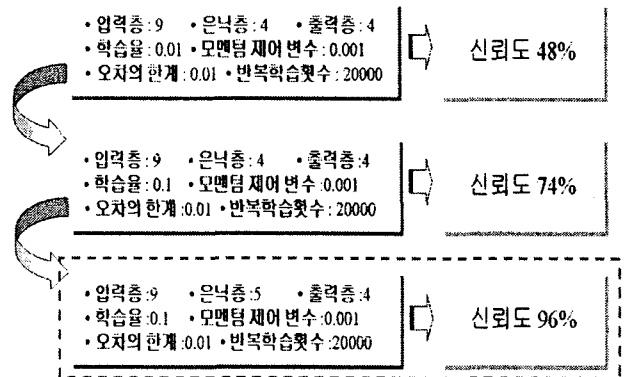 • 입력층 : 9 • 은닉층 : 4 • 출력층 : 4
• 학습율 : 0.01 • 모멘텀 제어 변수 : 0.001
• 오차의 한계 : 0.01 • 반복학습횟수 : 20000
신뢰도 48%
• 입력층 : 9 • 은닉층 : 4 • 출력층 : 4
• 학습율 : 0.1 • 모멘텀 제어 변수 : 0.001
• 오차의 한계 : 0.01 • 반복학습횟수 : 20000
신뢰도 74%
• 입력층 :9 • 은닉층 :5 • 출력층 :4
• 학습율 :0.1 • 모멘텀 제어 변수 :0.001
• 오차의 한계 :0.01 • 반복학습횟수 :20000
신뢰도 96%